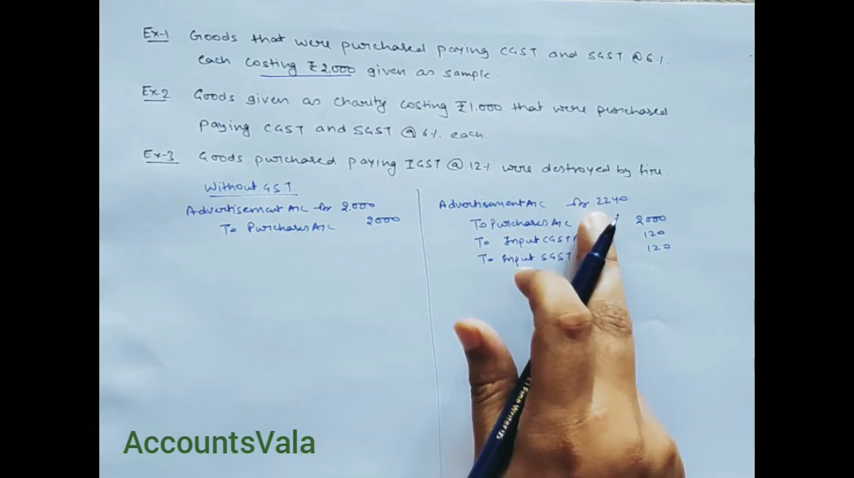 Ex-1 Goods that were purchased paying CGST and SGST @ 6%
each costing ₹2,000 given as sample.
Ex-2 Goods given as charity costing ₹1,000 that were purchased
paying CGST and SGST @ 6% each
Ex-3 Goods purchased paying IGST @ 12% were destroyed by fire.
Without GST
Advertisement A/c Dr 2,000
To Purchases A/c 2000
Advertisement A/c Dr 2240
To Purchases A/c 2000
To Input CGST 120
To Input SGST 120
AccountsVala